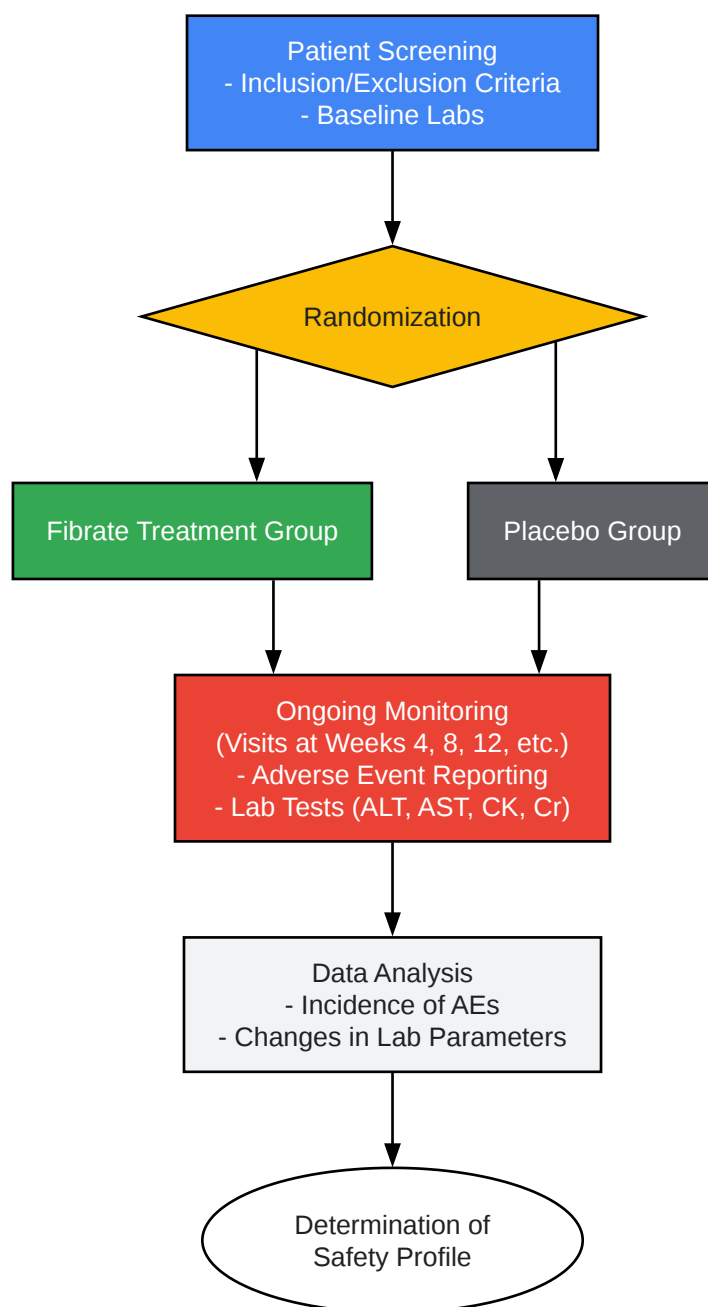 Patient Screening
- Inclusion/Exclusion Criteria
- Baseline Labs
Randomization
Fibrate Treatment Group
Placebo Group
Ongoing Monitoring
(Visits at Weeks 4, 8, 12, etc.)
- Adverse Event Reporting
- Lab Tests (ALT, AST, CK, Cr)
Data Analysis
- Incidence of AEs
- Changes in Lab Parameters
Determination of
Safety Profile